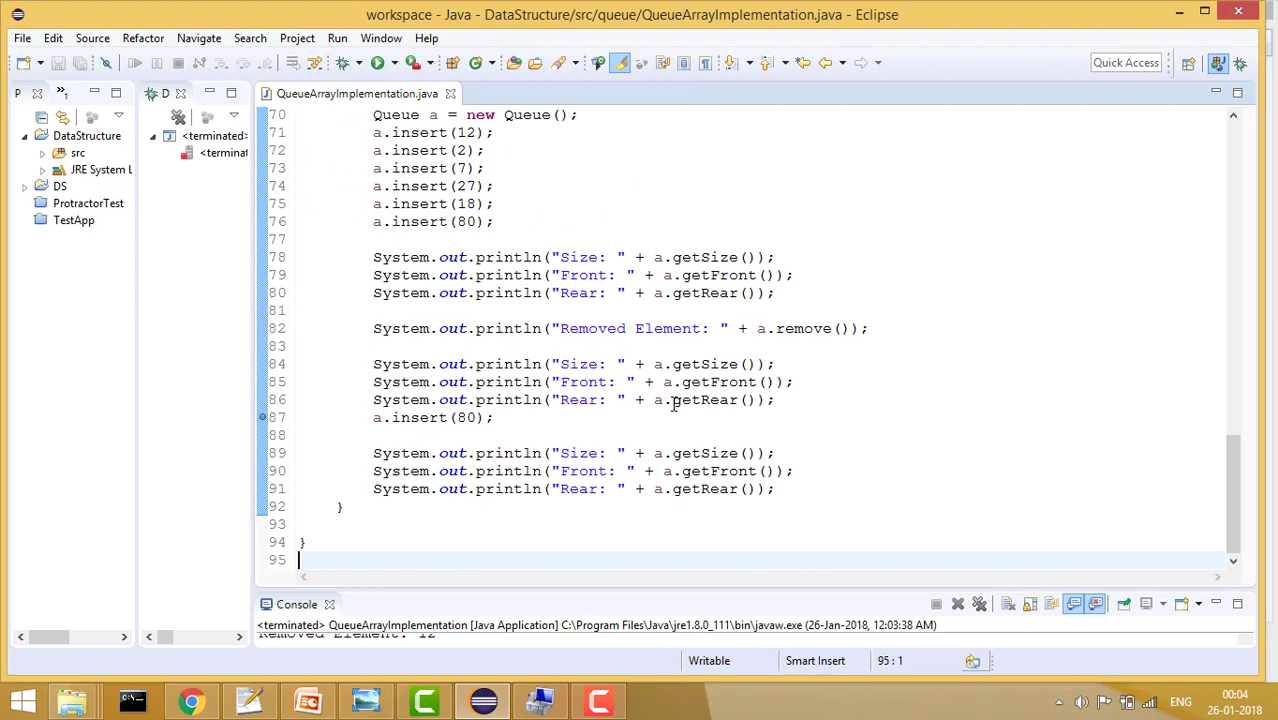 workspace - Java - DataStructure/src/queue/QueueArrayImplementation.java - Eclipse
File Edit Source Refactor Navigate Search Project Run Window Help
Quick Access
P
D
QueueArrayImplementation.java
DataStructure
src
JRE System L
DS
ProtractorTest
TestApp
<terminated>
<terminat
70 Queue a = new Queue();
71 a.insert(12);
72 a.insert(2);
73 a.insert(7);
74 a.insert(27);
75 a.insert(18);
76 a.insert(80);
77
78 System.out.println("Size: " + a.getSize());
79 System.out.println("Front: " + a.getFront());
80 System.out.println("Rear: " + a.getRear());
81
82 System.out.println("Removed Element: " + a.remove());
83
84 System.out.println("Size: " + a.getSize());
85 System.out.println("Front: " + a.getFront());
86 System.out.println("Rear: " + a.getRear());
87 a.insert(80);
88
89 System.out.println("Size: " + a.getSize());
90 System.out.println("Front: " + a.getFront());
91 System.out.println("Rear: " + a.getRear());
92 }
93
94 }
95
Console
<terminated> QueueArrayImplementation [Java Application] C:\Program Files\Java\jre1.8.0_111\bin\javaw.exe (26-Jan-2018, 12:03:38 AM)
Removed Element: 12
Writable Smart Insert 95 : 1
ENG
00:04
26-01-2018